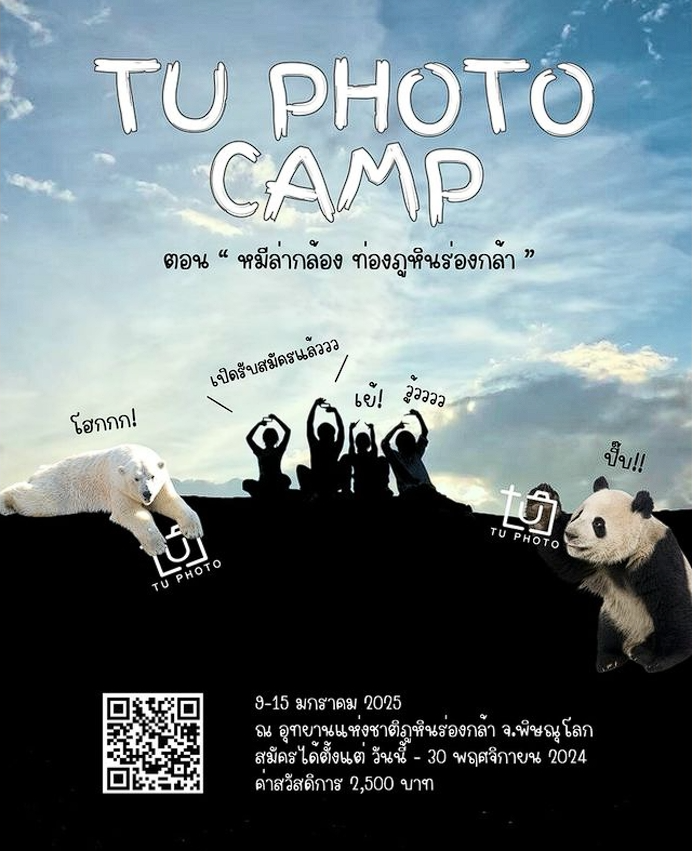 TU PHOTO
CAMP
ตอน “ หมีล่ากล้อง ท่องภูหินร่องกล้า ”
เปิดรับสมัครแล้ววว
เย้!
วู้วววว
โฮกกก!
ปี๊บ!!
TU PHOTO
TU PHOTO
9-15 มกราคม 2025
ณ อุทยานแห่งชาติภูหินร่องกล้า จ.พิษณุโลก
สมัครได้ตั้งแต่ วันนี้ - 30 พฤศจิกายน 2024
ค่าสวัสดิการ 2,500 บาท